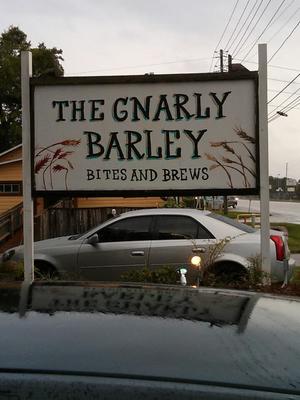 THE GNARLY
BARLEY
BITES AND BREWS